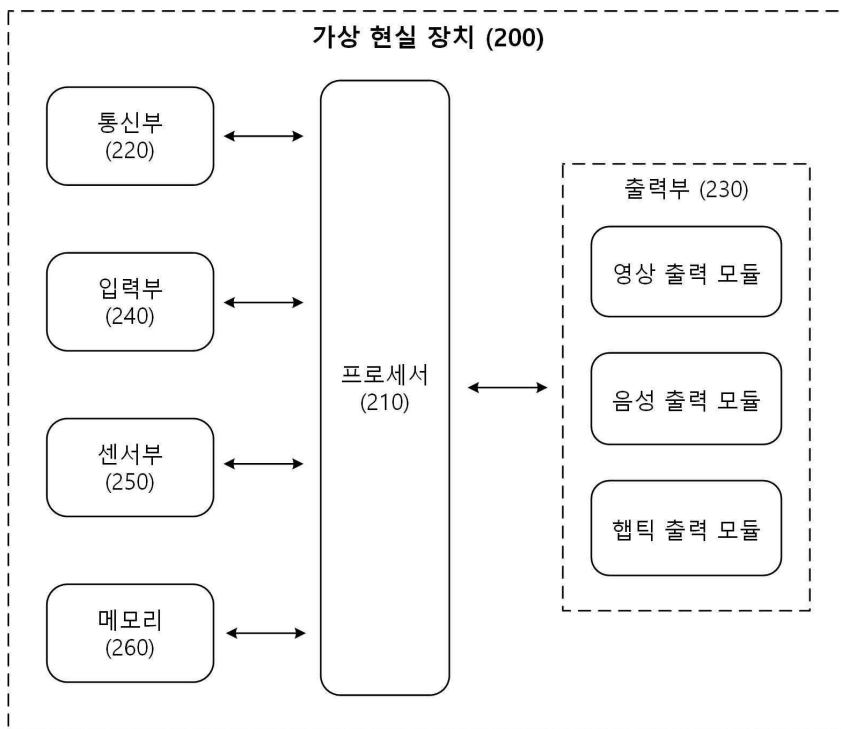 가상 현실 장치 (200)
통신부
(220)
입력부
(240)
센서부
(250)
메모리
(260)
프로세서
(210)
출력부 (230)
영상 출력 모듈
음성 출력 모듈
햅틱 출력 모듈